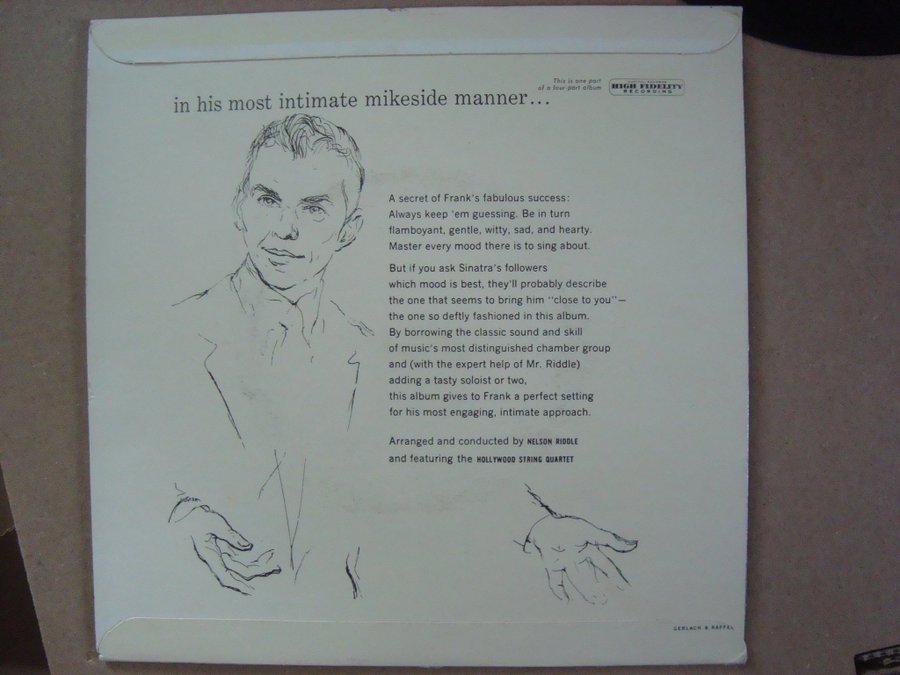 This is one part
of a four-part album
CAPITOL RECORDS
HIGH FIDELITY
RECORDING
in his most intimate mikeside manner...
A secret of Frank's fabulous success:
Always keep 'em guessing. Be in turn
flamboyant, gentle, witty, sad, and hearty.
Master every mood there is to sing about.
But if you ask Sinatra's followers
which mood is best, they'll probably describe
the one that seems to bring him "close to you"—
the one so deftly fashioned in this album.
By borrowing the classic sound and skill
of music's most distinguished chamber group
and (with the expert help of Mr. Riddle)
adding a tasty soloist or two,
this album gives to Frank a perfect setting
for his most engaging, intimate approach.
Arranged and conducted by NELSON RIDDLE
and featuring the HOLLYWOOD STRING QUARTET
GERLACH & RAFFEL